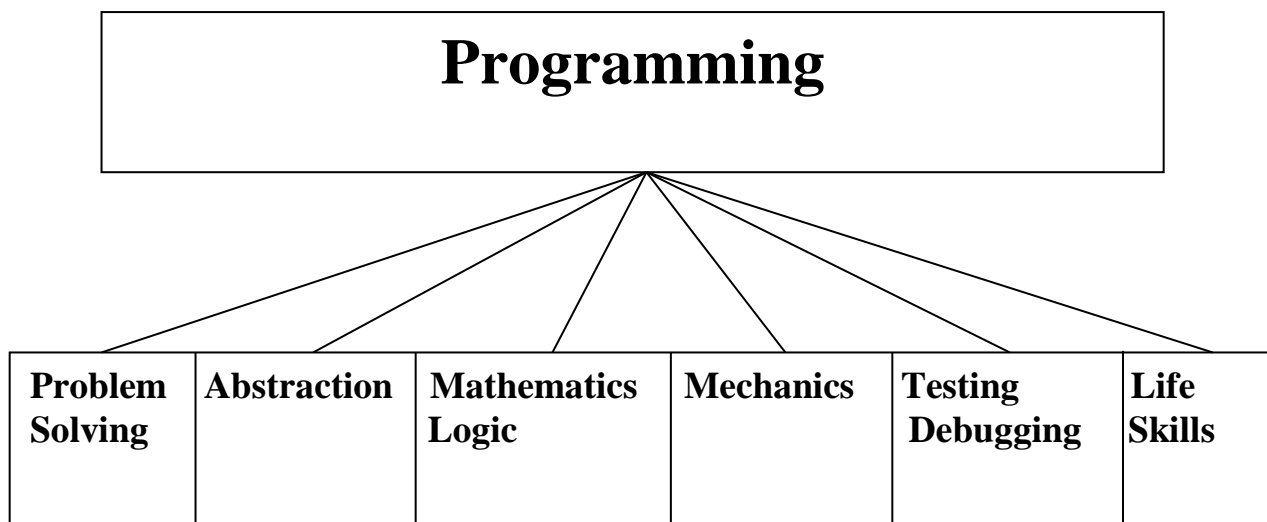 Programming
Problem
Solving
Abstraction
Mathematics
Logic
Mechanics
Testing
Debugging
Life
Skills